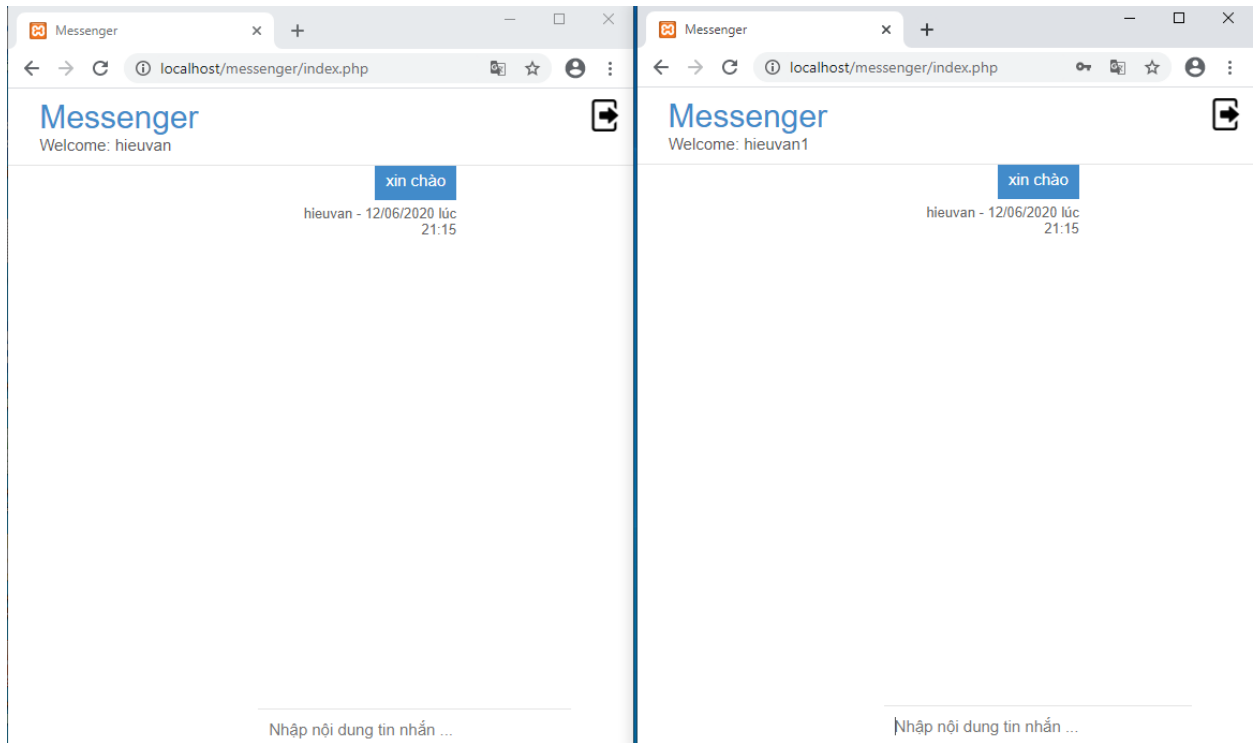 Messenger
localhost/messenger/index.php
Messenger
Welcome: hieuvan
xin chào
hieuvan - 12/06/2020 lúc
21:15
Nhập nội dung tin nhắn ...
Messenger
localhost/messenger/index.php
Messenger
Welcome: hieuvan1
xin chào
hieuvan - 12/06/2020 lúc
21:15
Nhập nội dung tin nhắn ...